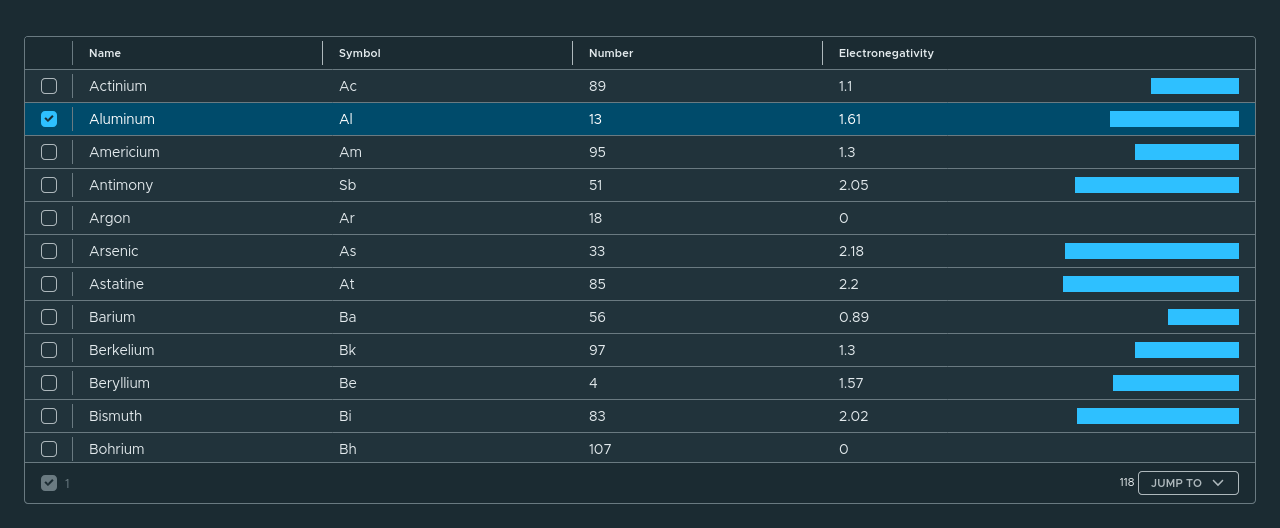 Name Symbol Number Electronegativity
Actinium Ac 89 1.1
Aluminum Al 13 1.61
Americium Am 95 1.3
Antimony Sb 51 2.05
Argon Ar 18 0
Arsenic As 33 2.18
Astatine At 85 2.2
Barium Ba 56 0.89
Berkelium Bk 97 1.3
Beryllium Be 4 1.57
Bismuth Bi 83 2.02
Bohrium Bh 107 0
1 118 JUMP TO